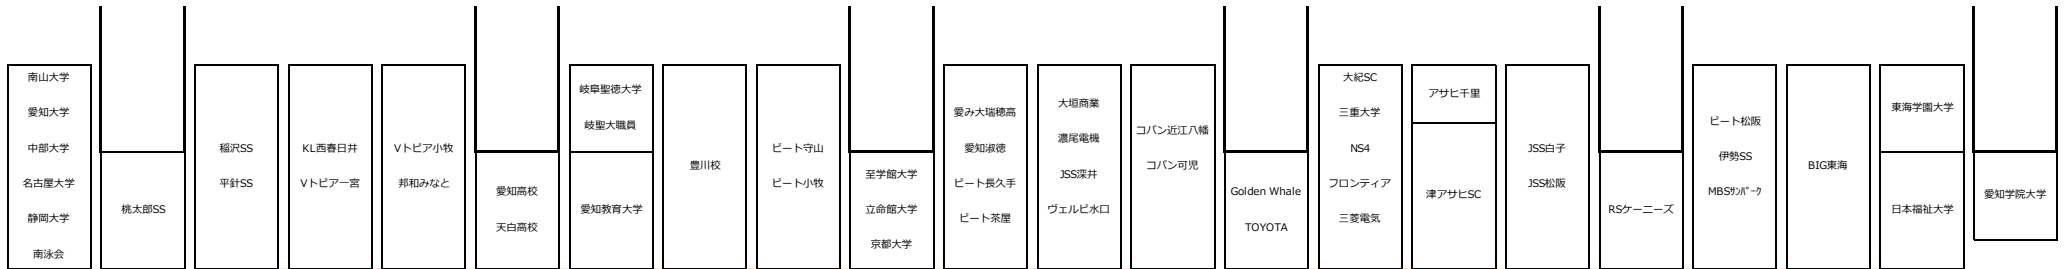 南山大学
愛知大学
中部大学
名古屋大学
静岡大学
南泳会
桃太郎SS
稲沢SS
平針SS
KL西春日井
Vトピア一宮
Vトピア小牧
邦和みなと
愛知高校
天白高校
岐阜聖徳大学
岐聖大職員
愛知教育大学
豊川校
ビート守山
ビート小牧
至学館大学
立命館大学
京都大学
愛み大瑞穂高
愛知淑徳
ビート長久手
ビート茶屋
大垣商業
濃尾電機
JSS深井
ヴェルビ水口
コパン近江八幡
コパン可児
Golden Whale
TOYOTA
大紀SC
三重大学
NS4
フロンティア
三菱電気
アサヒ千里
津アサヒSC
JSS白子
JSS松阪
RSケーニーズ
ビート松阪
伊勢SS
MBSｻﾝﾊﾟｰｸ
BIG東海
東海学園大学
日本福祉大学
愛知学院大学